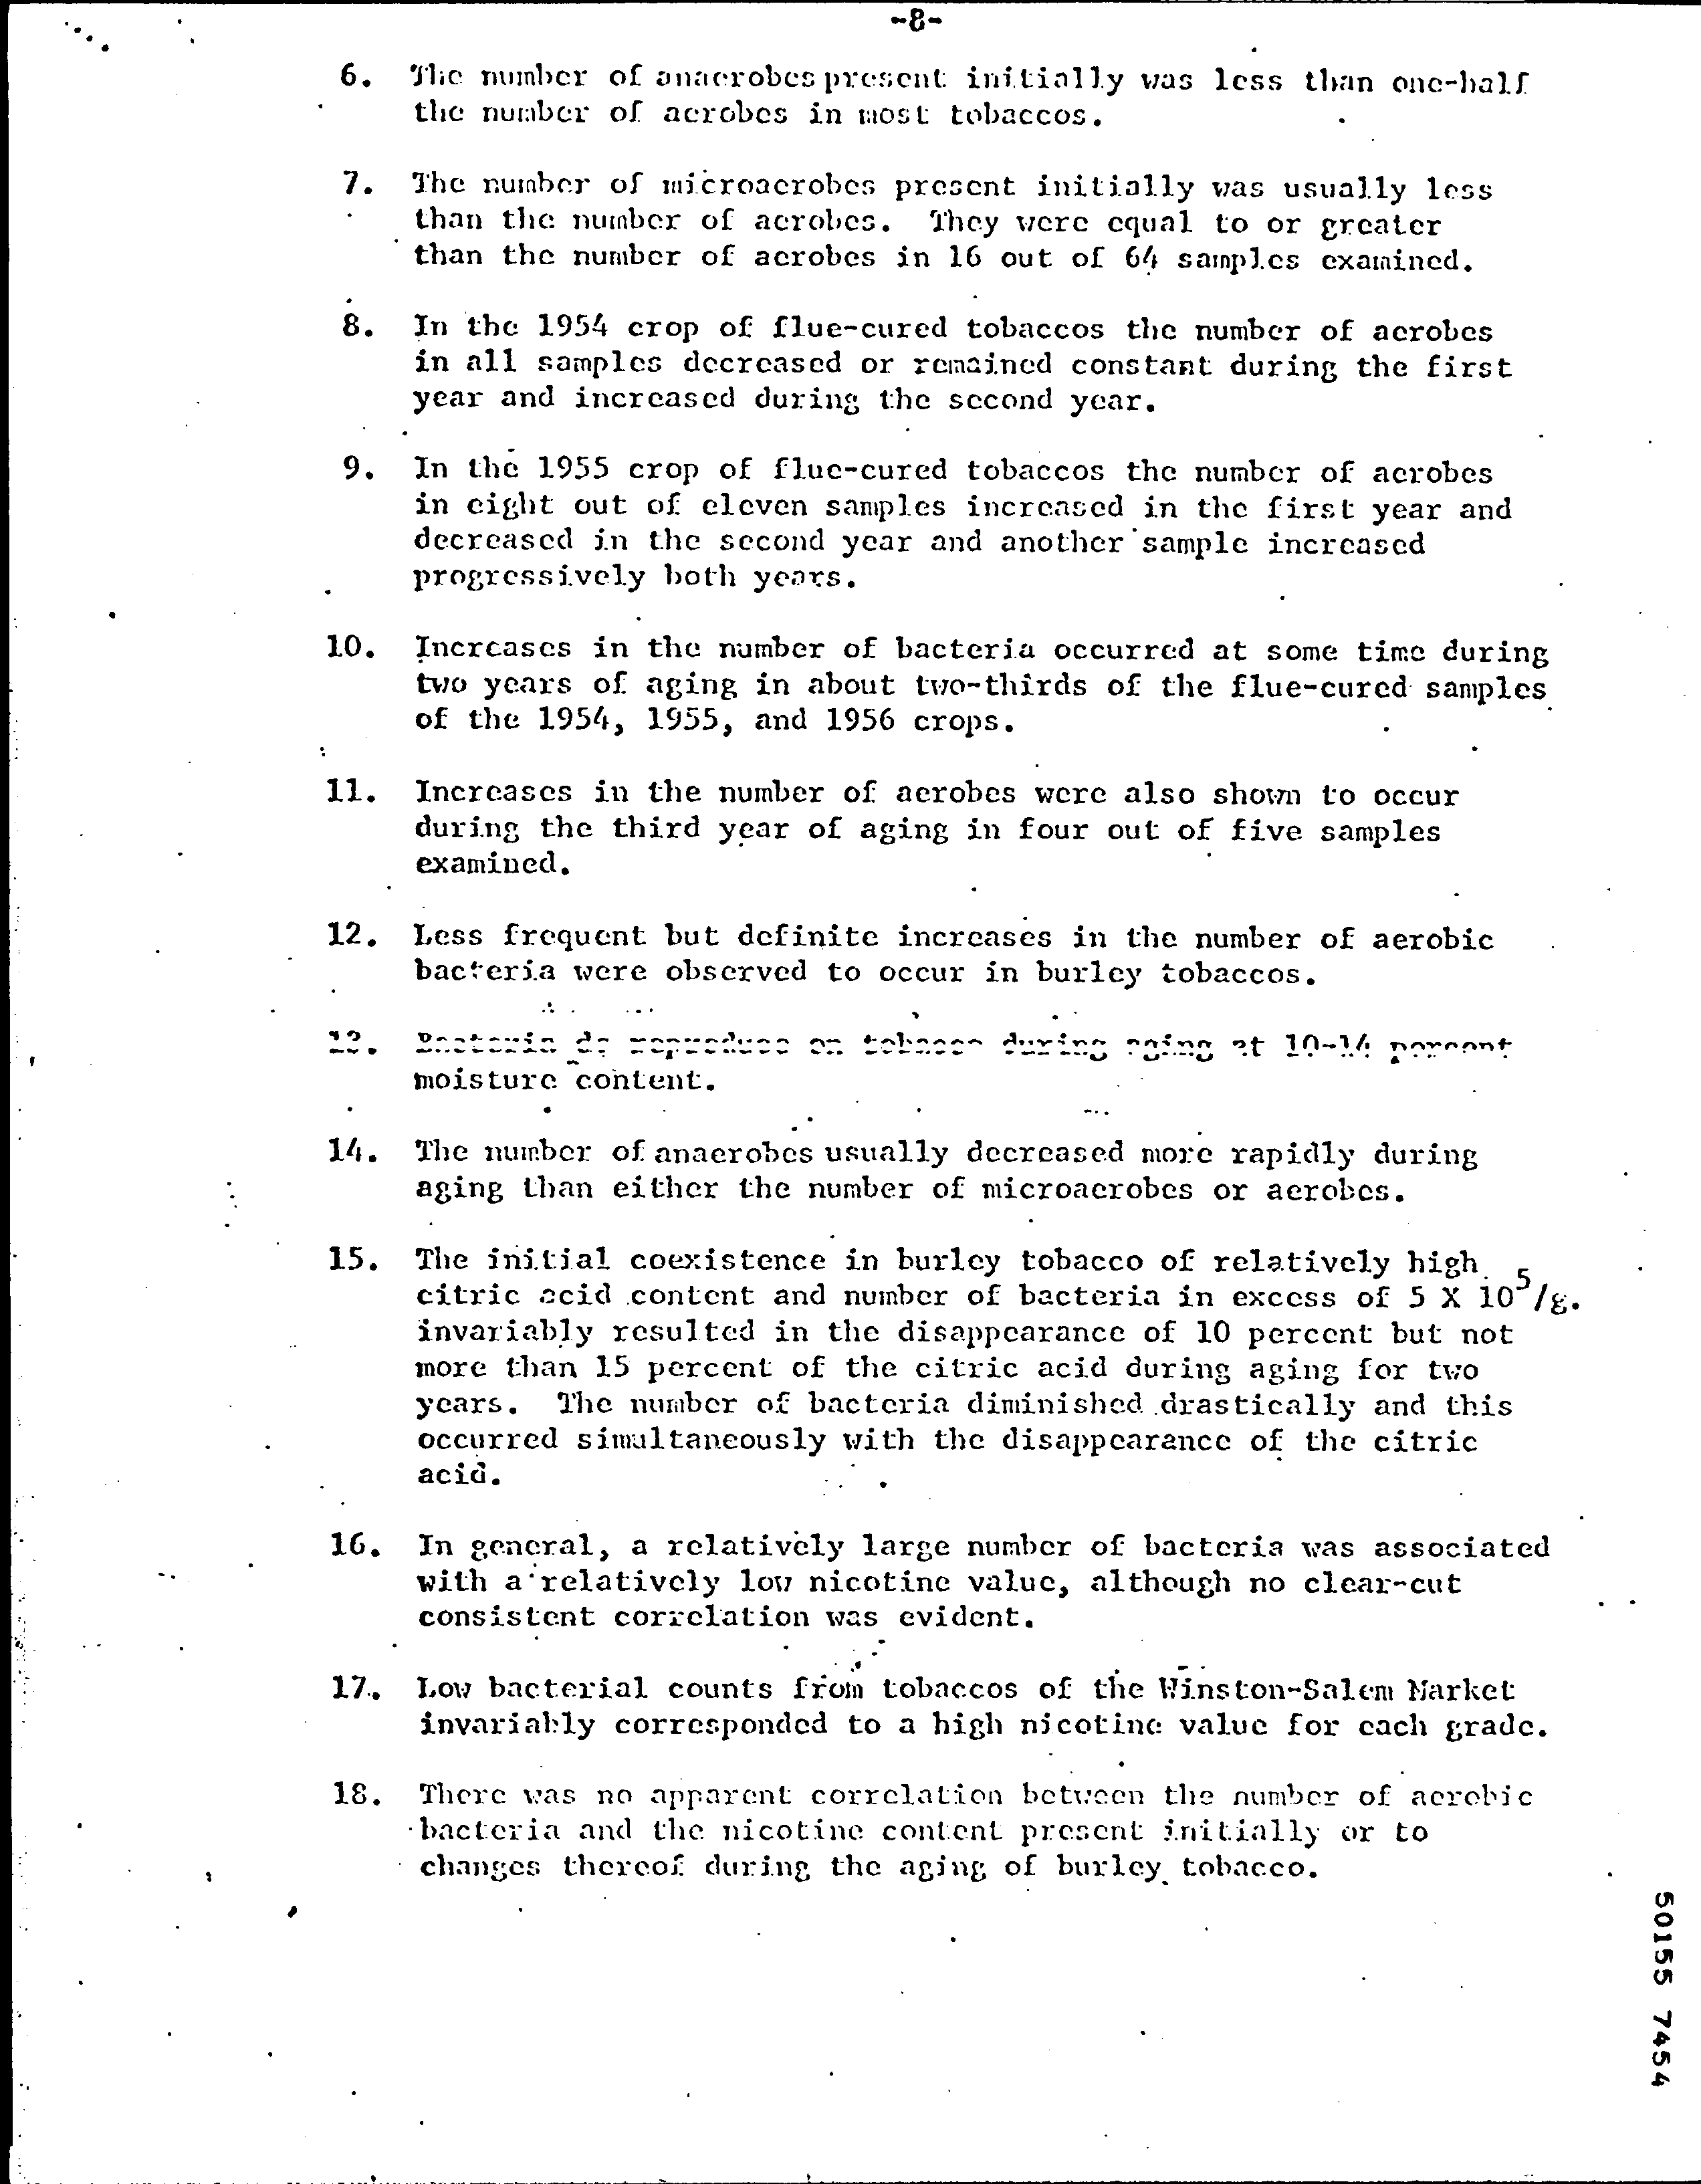 -8-
6. The number of anaerobes present initially was less than one-half
the number of aerobes in most tobaccos.
7. The number of microaerobes present initially was usually less
than the number of aerobes. They were equal to or greater
than the number of aerobes in 16 out of 64 samples examined.
8. In the 1954 crop of flue-cured tobaccos the number of aerobes
in all samples decreased or remained constant during the first
year and increased during the second year.
9. In the 1955 crop of flue-cured tobaccos the number of aerobes
in eight out of eleven samples increased in the first year and
decreased in the second year and another sample increased
progressively both years.
10. Increases in the number of bacteria occurred at some time during
two years of aging in about two-thirds of the flue-cured samples
of the 1954, 1955, and 1956 crops.
11. Increases in the number of aerobes were also shown to occur
during the third year of aging in four out of five samples
examined.
12. Less frequent but definite increases in the number of aerobic
bacteria were observed to occur in burley tobaccos.
13. Bacteria do reproduce on tobacco during aging at 10-14 percent
moisture content.
14. The number of anaerobes usually decreased more rapidly during
aging than either the number of microaerobes or aerobes.
15. The initial coexistence in burley tobacco of relatively high
citric acid content and number of bacteria in excess of 5 X 10⁵/g.
invariably resulted in the disappearance of 10 percent but not
more than 15 percent of the citric acid during aging for two
years. The number of bacteria diminished drastically and this
occurred simultaneously with the disappearance of the citric
acid.
16. In general, a relatively large number of bacteria was associated
with a relatively low nicotine value, although no clear-cut
consistent correlation was evident.
17. Low bacterial counts from tobaccos of the Winston-Salem Market
invariably corresponded to a high nicotine value for each grade.
18. There was no apparent correlation between the number of aerobic
bacteria and the nicotine content present initially or to
changes thereof during the aging of burley tobacco.
50155 7454